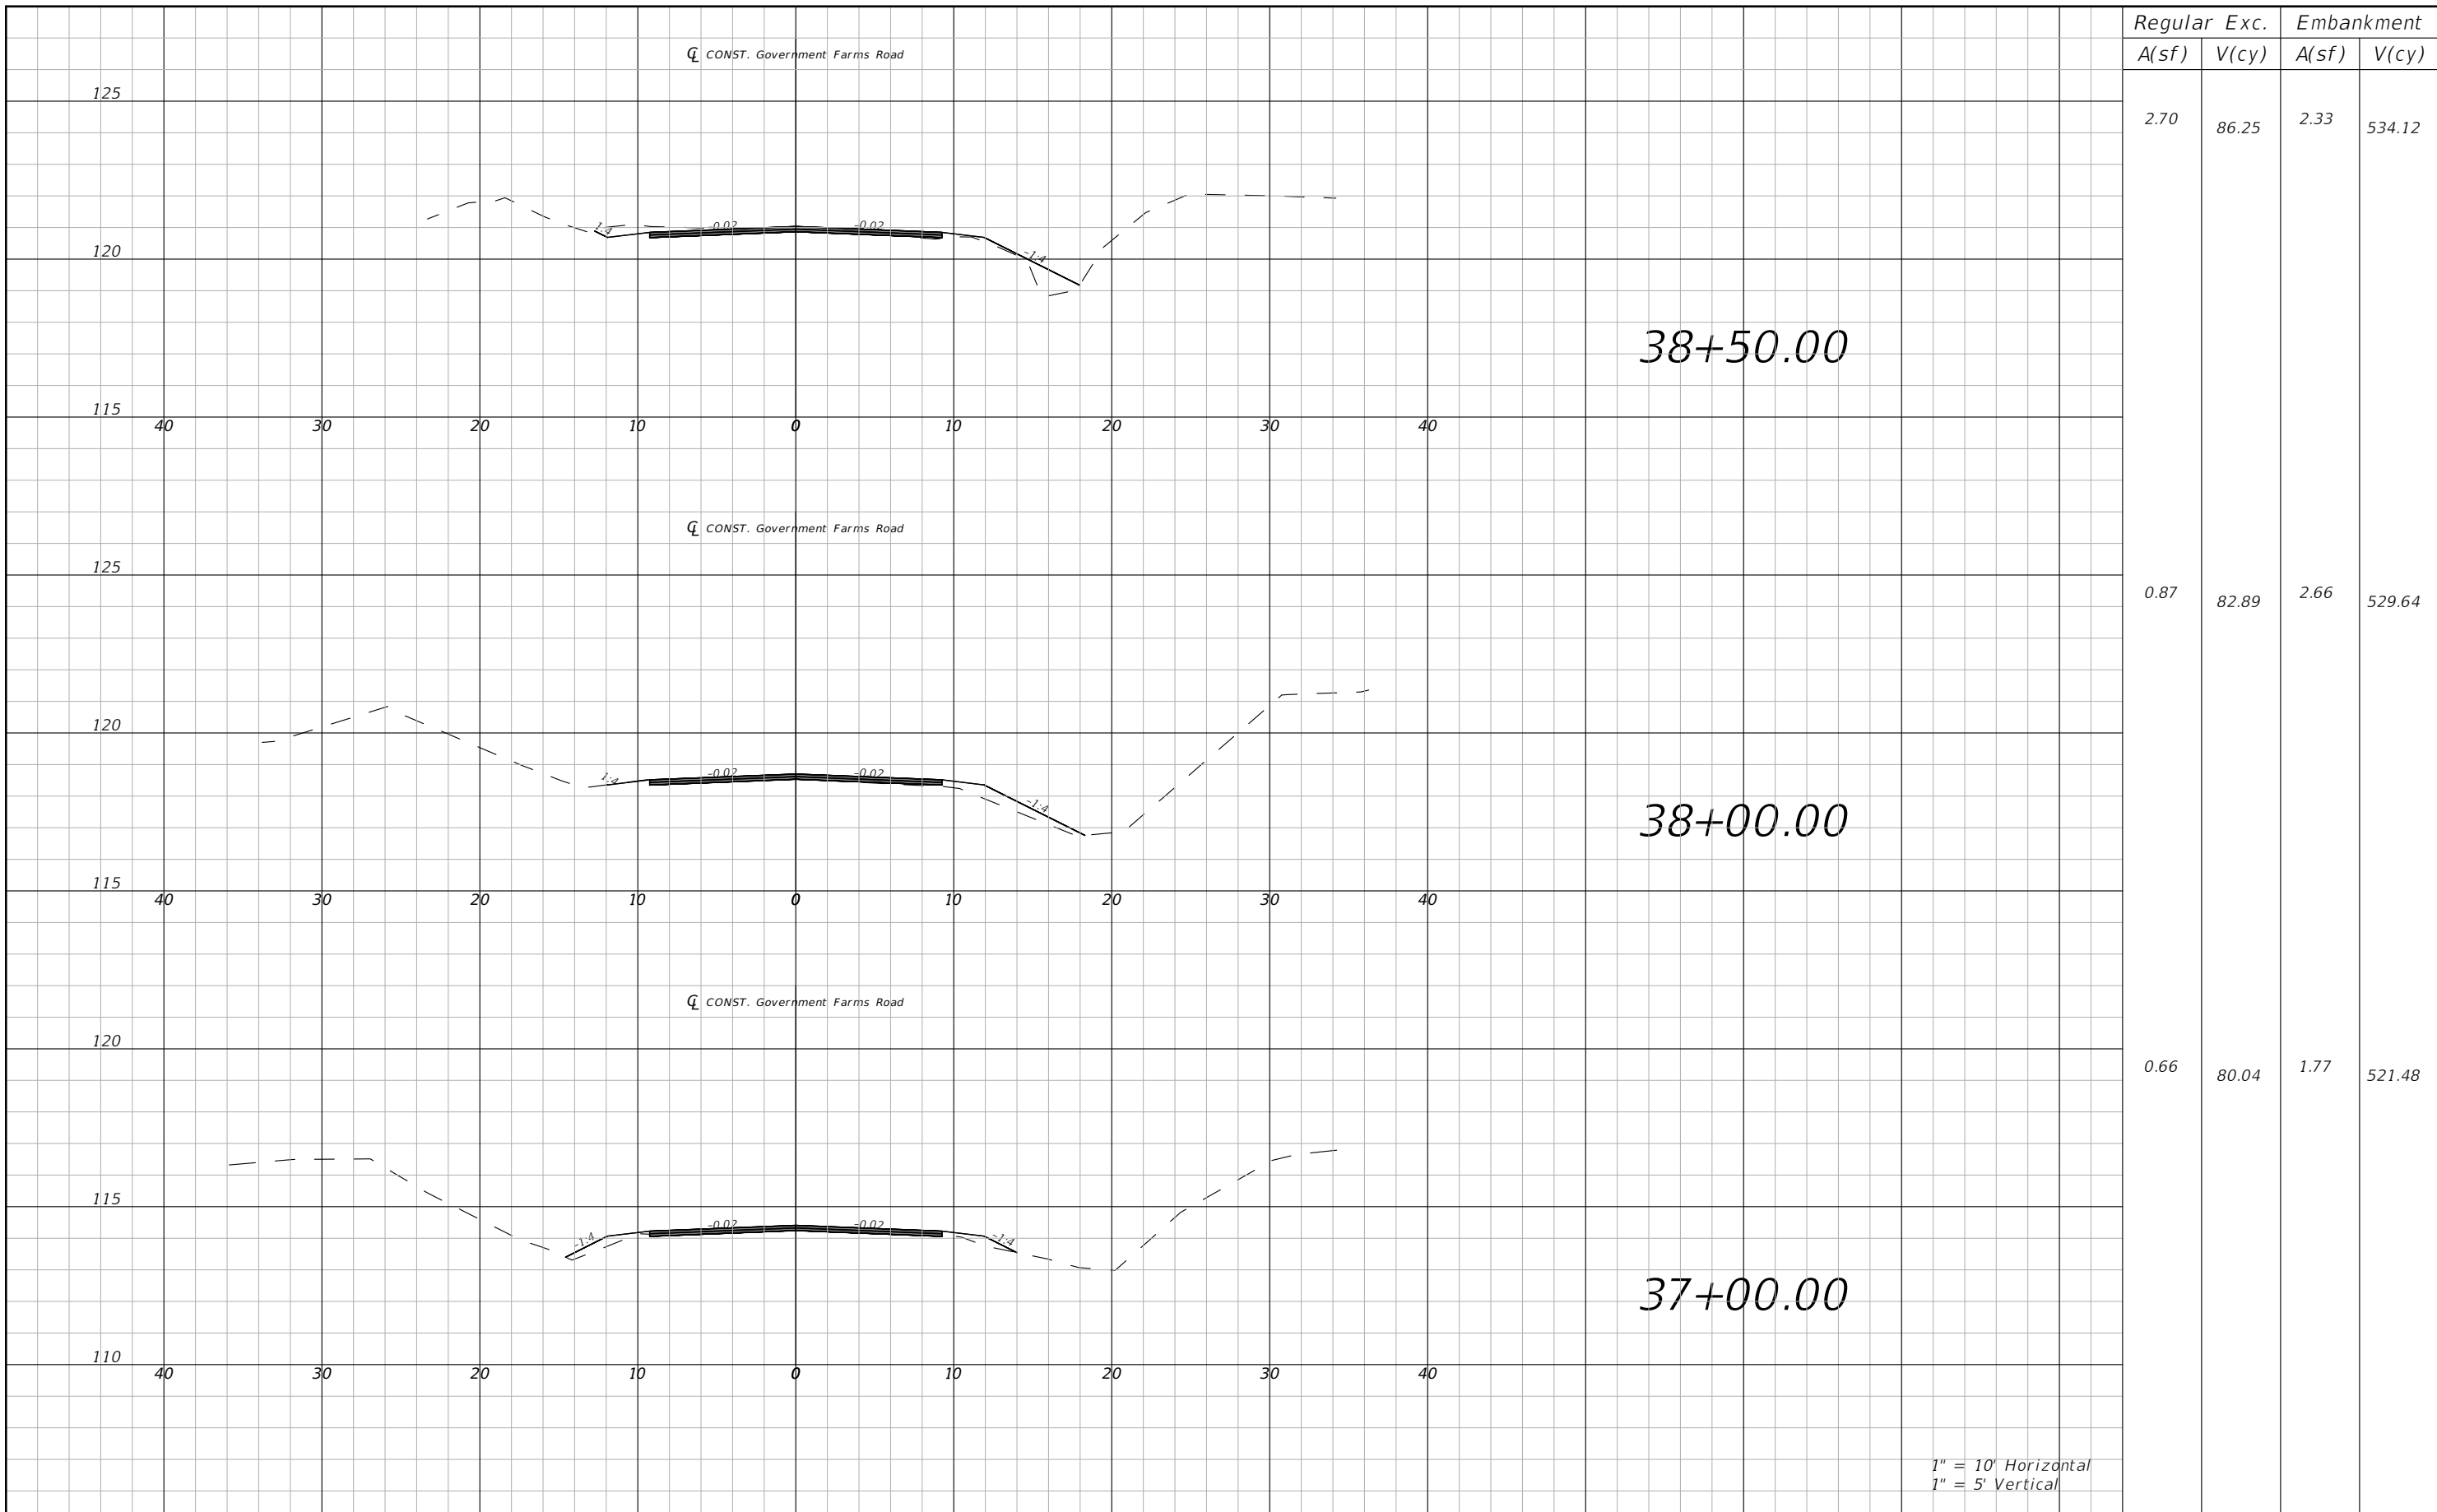 Regular Exc. Embankment
A(sf) V(cy) A(sf) V(cy)
℄ CONST. Government Farms Road
125
2.70 86.25 2.33 534.12
1:4 -0.02 -0.02 -1:4
120
38+50.00
115
40 30 20 10 0 10 20 30 40
℄ CONST. Government Farms Road
125
0.87 82.89 2.66 529.64
120
1:4 -0.02 -0.02 -1:4
38+00.00
115
40 30 20 10 0 10 20 30 40
℄ CONST. Government Farms Road
120
0.66 80.04 1.77 521.48
115
-1:4 -0.02 -0.02 -1:4
37+00.00
110
40 30 20 10 0 10 20 30 40
1" = 10' Horizontal
1" = 5' Vertical